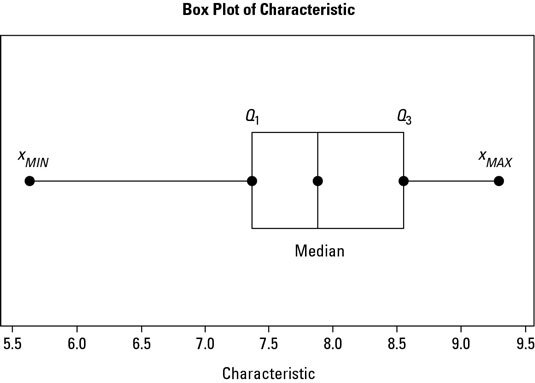 Box Plot of Characteristic
Q1 Q3
xMIN xMAX
Median
5.5 6.0 6.5 7.0 7.5 8.0 8.5 9.0 9.5
Characteristic